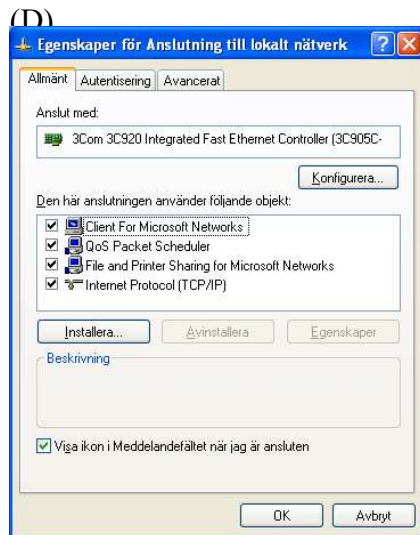 (D)
Egenskaper för Anslutning till lokalt nätverk
Allmänt Autentisering Avancerat
Anslut med:
3Com 3C920 Integrated Fast Ethernet Controller (3C905C-
Konfigurera...
Den här anslutningen använder följande objekt:
Client For Microsoft Networks
QoS Packet Scheduler
File and Printer Sharing for Microsoft Networks
Internet Protocol (TCP/IP)
Installera... Avinstallera Egenskaper
Beskrivning
Visa ikon i Meddelandefältet när jag är ansluten
OK Avbryt